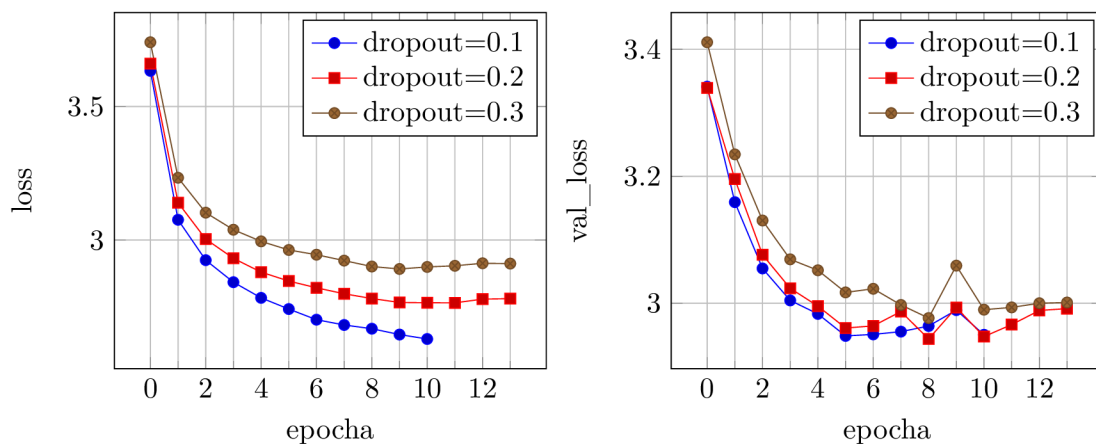 loss
3.5
3
dropout=0.1
dropout=0.2
dropout=0.3
0 2 4 6 8 10 12
epocha
val_loss
3.4
3.2
3
dropout=0.1
dropout=0.2
dropout=0.3
0 2 4 6 8 10 12
epocha